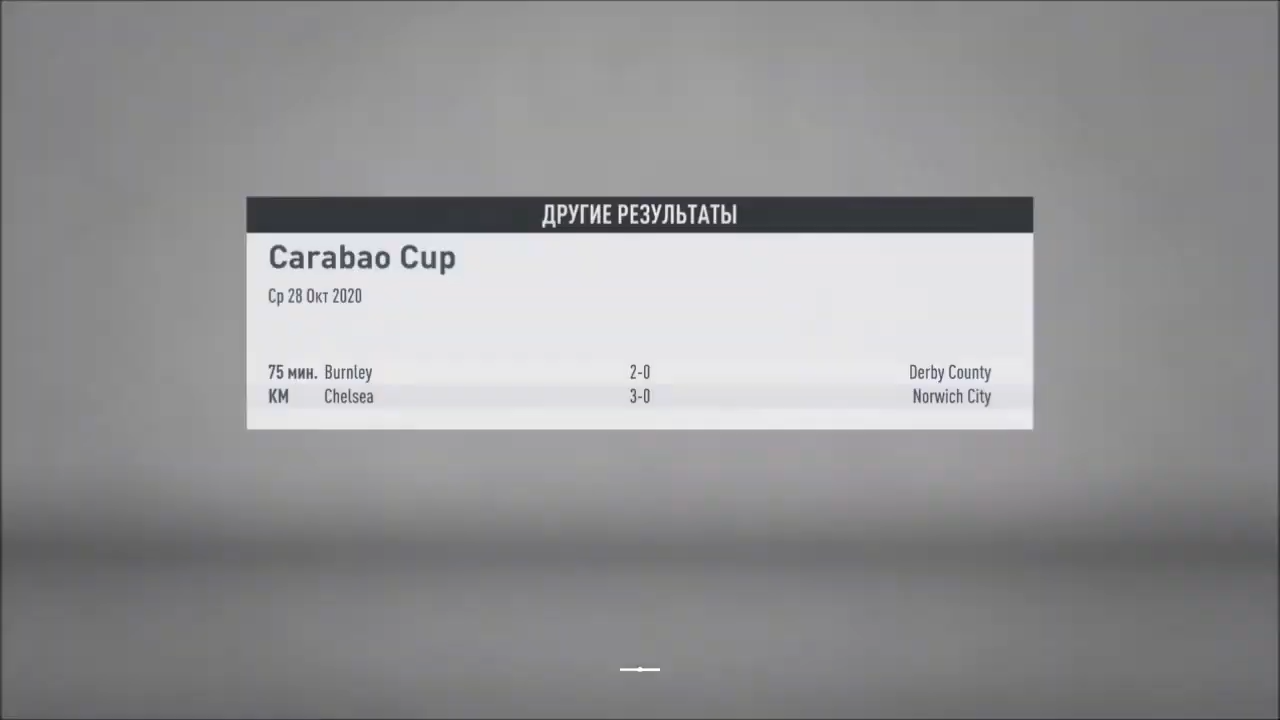 ДРУГИЕ РЕЗУЛЬТАТЫ
Carabao Cup
Ср 28 Окт 2020
75 мин. Burnley 2-0 Derby County
КМ Chelsea 3-0 Norwich City